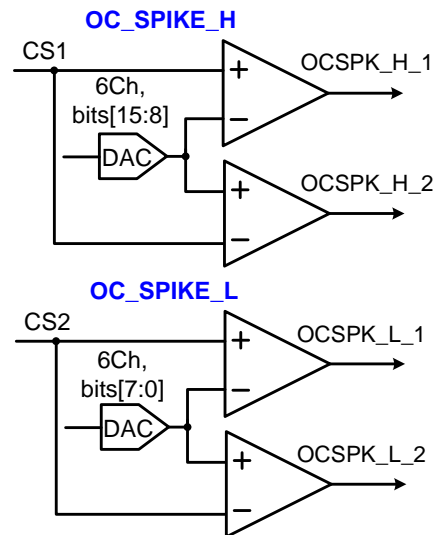 OC_SPIKE_H
CS1
OCSPK_H_1
6Ch,
bits[15:8]
+
−
DAC
+
OCSPK_H_2
−
OC_SPIKE_L
CS2
OCSPK_L_1
6Ch,
bits[7:0]
+
−
DAC
+
OCSPK_L_2
−